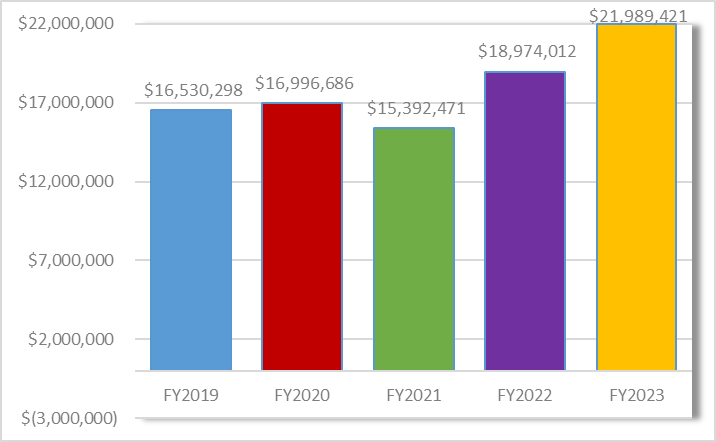 $22,000,000
$17,000,000
$12,000,000
$7,000,000
$2,000,000
$(3,000,000)
$16,530,298
$16,996,686
$15,392,471
$18,974,012
$21,989,421
FY2019
FY2020
FY2021
FY2022
FY2023